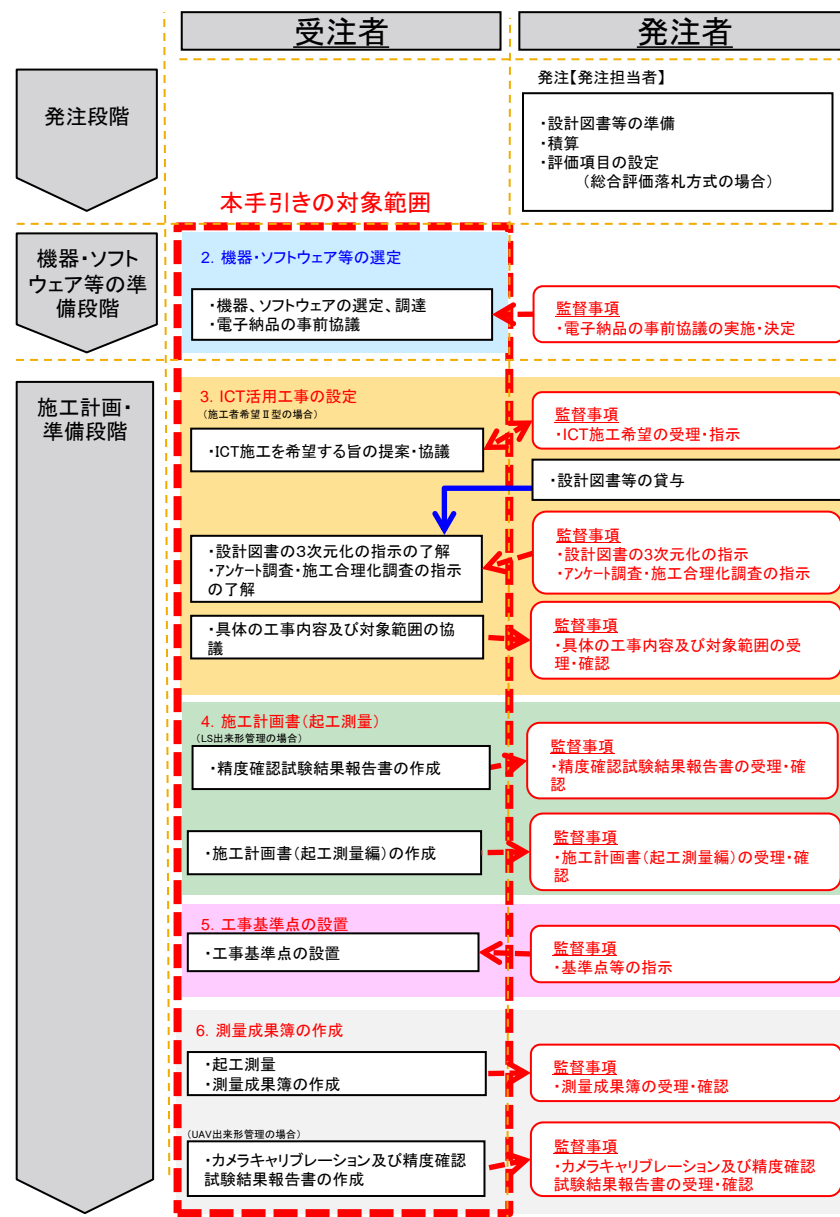 受注者
発注者
発注段階
発注【発注担当者】
・設計図書等の準備
・積算
・評価項目の設定
（総合評価落札方式の場合）
本手引きの対象範囲
機器・ソフト
ウェア等の準
備段階
2. 機器・ソフトウェア等の選定
・機器、ソフトウェアの選定、調達
・電子納品の事前協議
監督事項
・電子納品の事前協議の実施・決定
施工計画・
準備段階
3. ICT活用工事の設定
（施工者希望Ⅱ型の場合）
・ICT施工を希望する旨の提案・協議
監督事項
・ICT施工希望の受理・指示
・設計図書等の貸与
・設計図書の3次元化の指示の了解
・アンケート調査・施工合理化調査の指示
の了解
監督事項
・設計図書の3次元化の指示
・アンケート調査・施工合理化調査の指示
・具体の工事内容及び対象範囲の協
議
監督事項
・具体の工事内容及び対象範囲の受
理・確認
4. 施工計画書（起工測量）
（LS出来形管理の場合）
・精度確認試験結果報告書の作成
監督事項
・精度確認試験結果報告書の受理・確
認
・施工計画書（起工測量編）の作成
監督事項
・施工計画書（起工測量編）の受理・確
認
5. 工事基準点の設置
・工事基準点の設置
監督事項
・基準点等の指示
6. 測量成果簿の作成
・起工測量
・測量成果簿の作成
監督事項
・測量成果簿の受理・確認
（UAV出来形管理の場合）
・カメラキャリブレーション及び精度確認
試験結果報告書の作成
監督事項
・カメラキャリブレーション及び精度確認
試験結果報告書の受理・確認